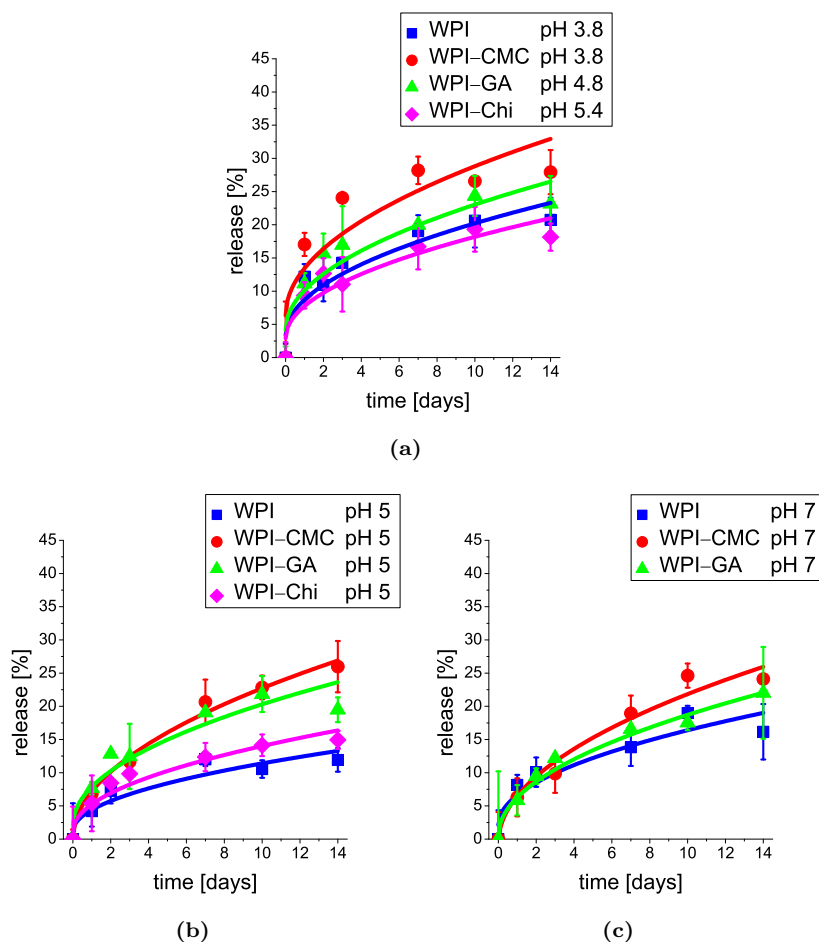 WPI pH 3.8
WPI–CMC pH 3.8
WPI–GA pH 4.8
WPI–Chi pH 5.4
45
40
35
30
25
20
15
10
5
0
release [%]
0 2 4 6 8 10 12 14
time [days]
(a)
WPI pH 5
WPI–CMC pH 5
WPI–GA pH 5
WPI–Chi pH 5
45
40
35
30
25
20
15
10
5
0
release [%]
0 2 4 6 8 10 12 14
time [days]
(b)
WPI pH 7
WPI–CMC pH 7
WPI–GA pH 7
45
40
35
30
25
20
15
10
5
0
release [%]
0 2 4 6 8 10 12 14
time [days]
(c)